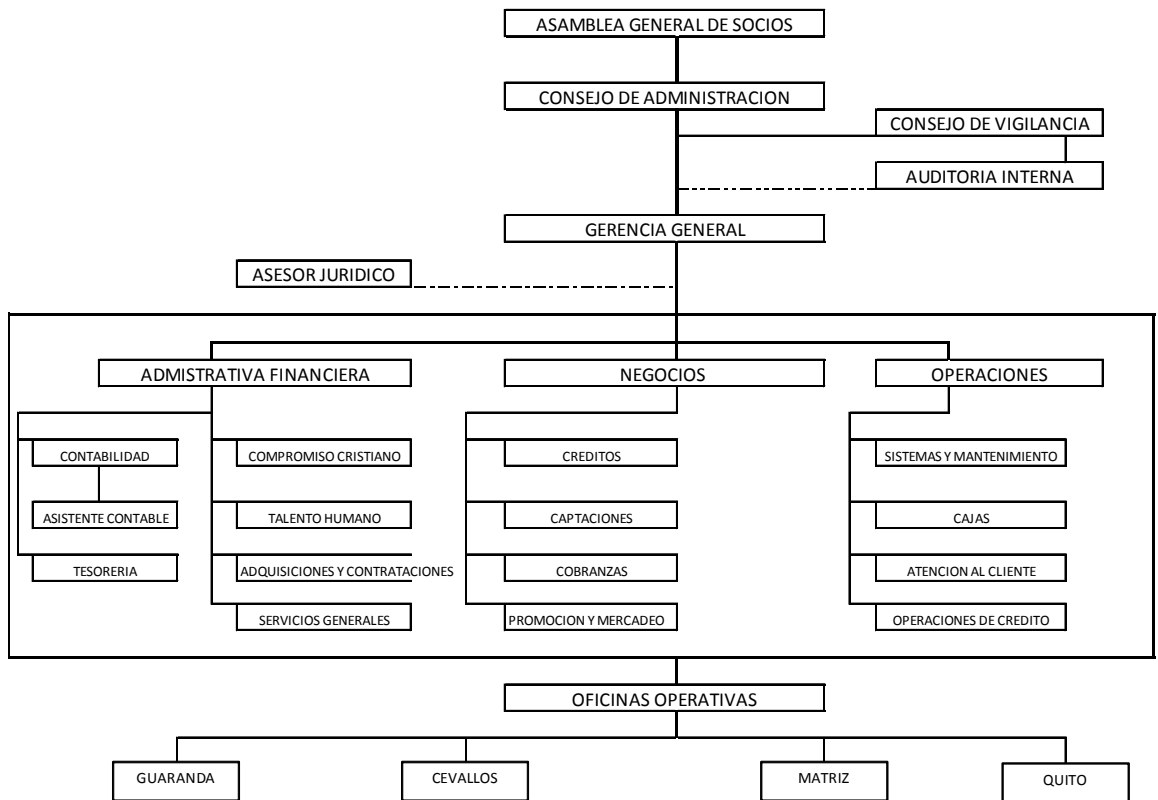 ASAMBLEA GENERAL DE SOCIOS
CONSEJO DE ADMINISTRACION
CONSEJO DE VIGILANCIA
AUDITORIA INTERNA
GERENCIA GENERAL
ASESOR JURIDICO
ADMISTRATIVA FINANCIERA
NEGOCIOS
OPERACIONES
CONTABILIDAD
COMPROMISO CRISTIANO
CREDITOS
SISTEMAS Y MANTENIMIENTO
ASISTENTE CONTABLE
TALENTO HUMANO
CAPTACIONES
CAJAS
TESORERIA
ADQUISICIONES Y CONTRATACIONES
COBRANZAS
ATENCION AL CLIENTE
SERVICIOS GENERALES
PROMOCION Y MERCADEO
OPERACIONES DE CREDITO
OFICINAS OPERATIVAS
GUARANDA
CEVALLOS
MATRIZ
QUITO